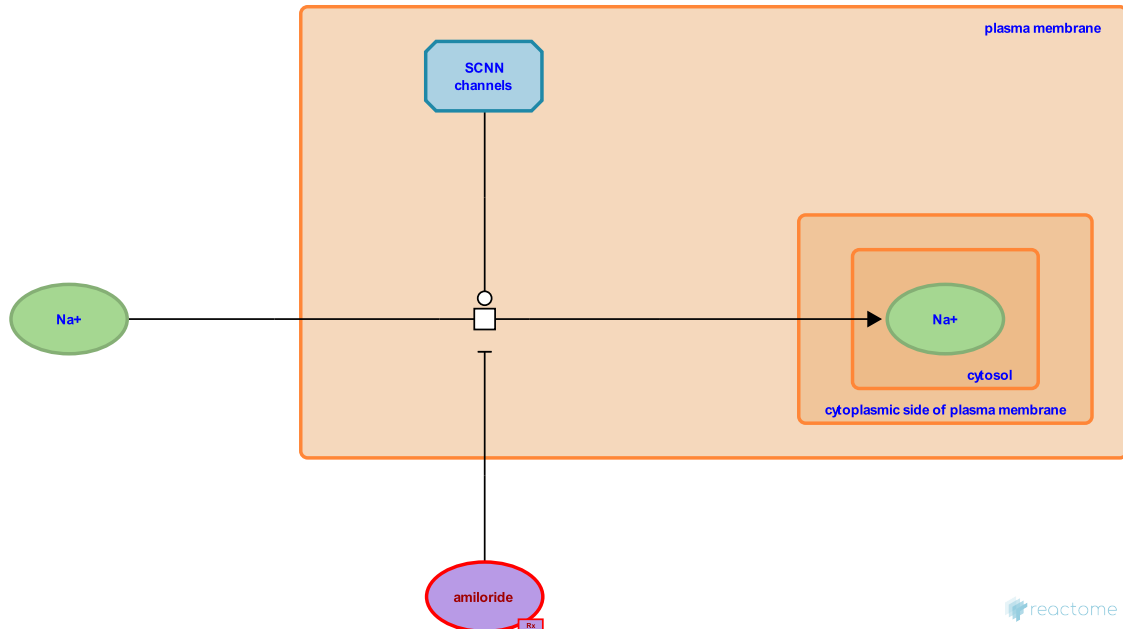 plasma membrane
SCNN
channels
Na+
Na+
cytosol
cytoplasmic side of plasma membrane
amiloride
Rx
reactome